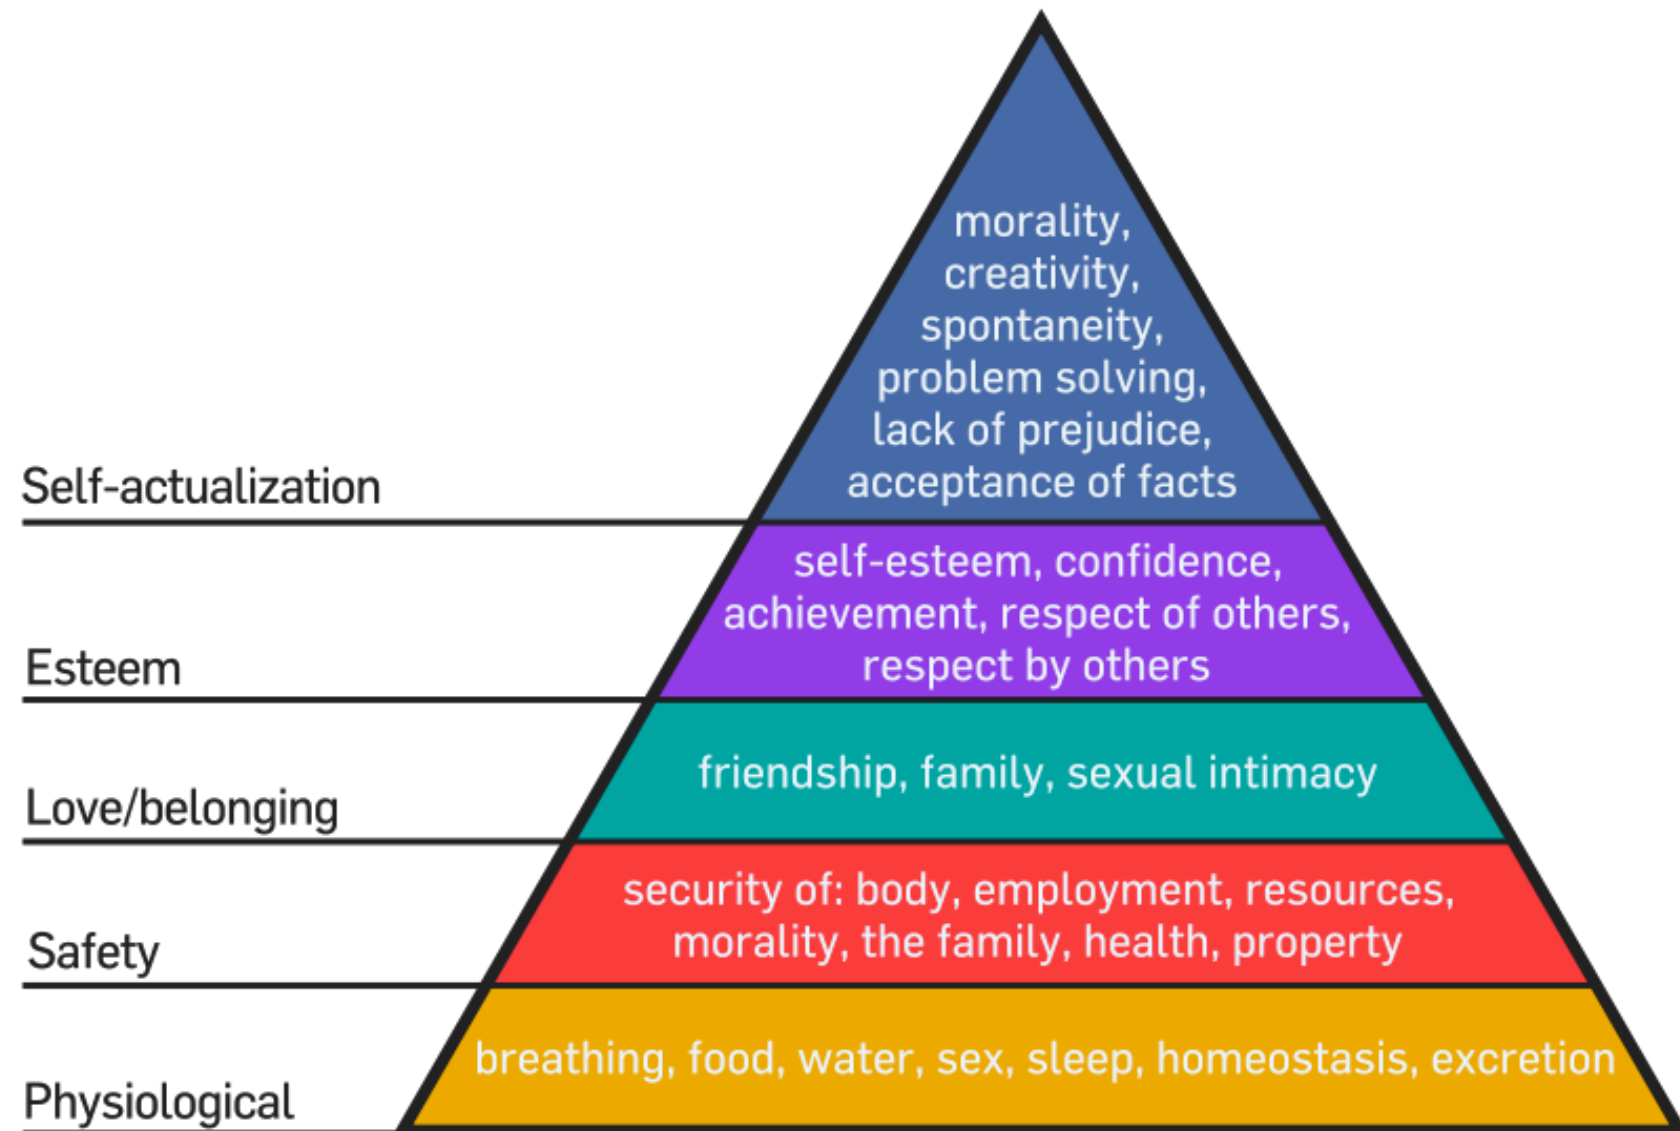 morality,
creativity,
spontaneity,
problem solving,
lack of prejudice,
acceptance of facts
Self-actualization
self-esteem, confidence,
achievement, respect of others,
respect by others
Esteem
friendship, family, sexual intimacy
Love/belonging
security of: body, employment, resources,
morality, the family, health, property
Safety
breathing, food, water, sex, sleep, homeostasis, excretion
Physiological